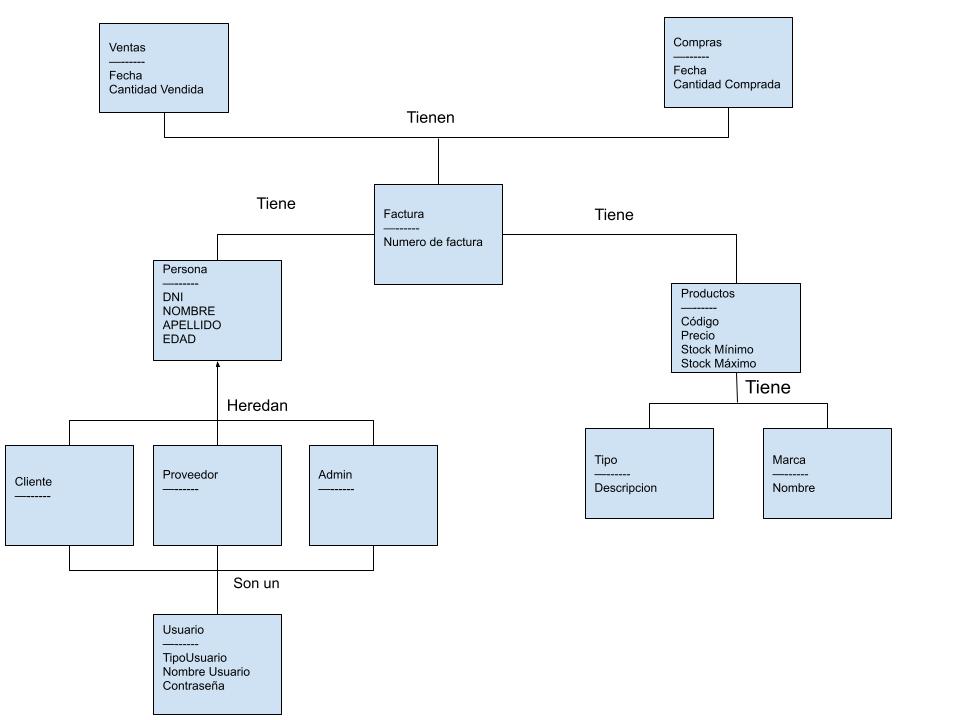 Ventas
—-------
Fecha
Cantidad Vendida
Compras
—-------
Fecha
Cantidad Comprada
Tienen
Tiene
Factura
—-------
Numero de factura
Tiene
Persona
—-------
DNI
NOMBRE
APELLIDO
EDAD
Productos
—-------
Código
Precio
Stock Mínimo
Stock Máximo
Tiene
Heredan
Cliente
—-------
Proveedor
—-------
Admin
—-------
Tipo
—-------
Descripcion
Marca
—-------
Nombre
Son un
Usuario
—-------
TipoUsuario
Nombre Usuario
Contraseña